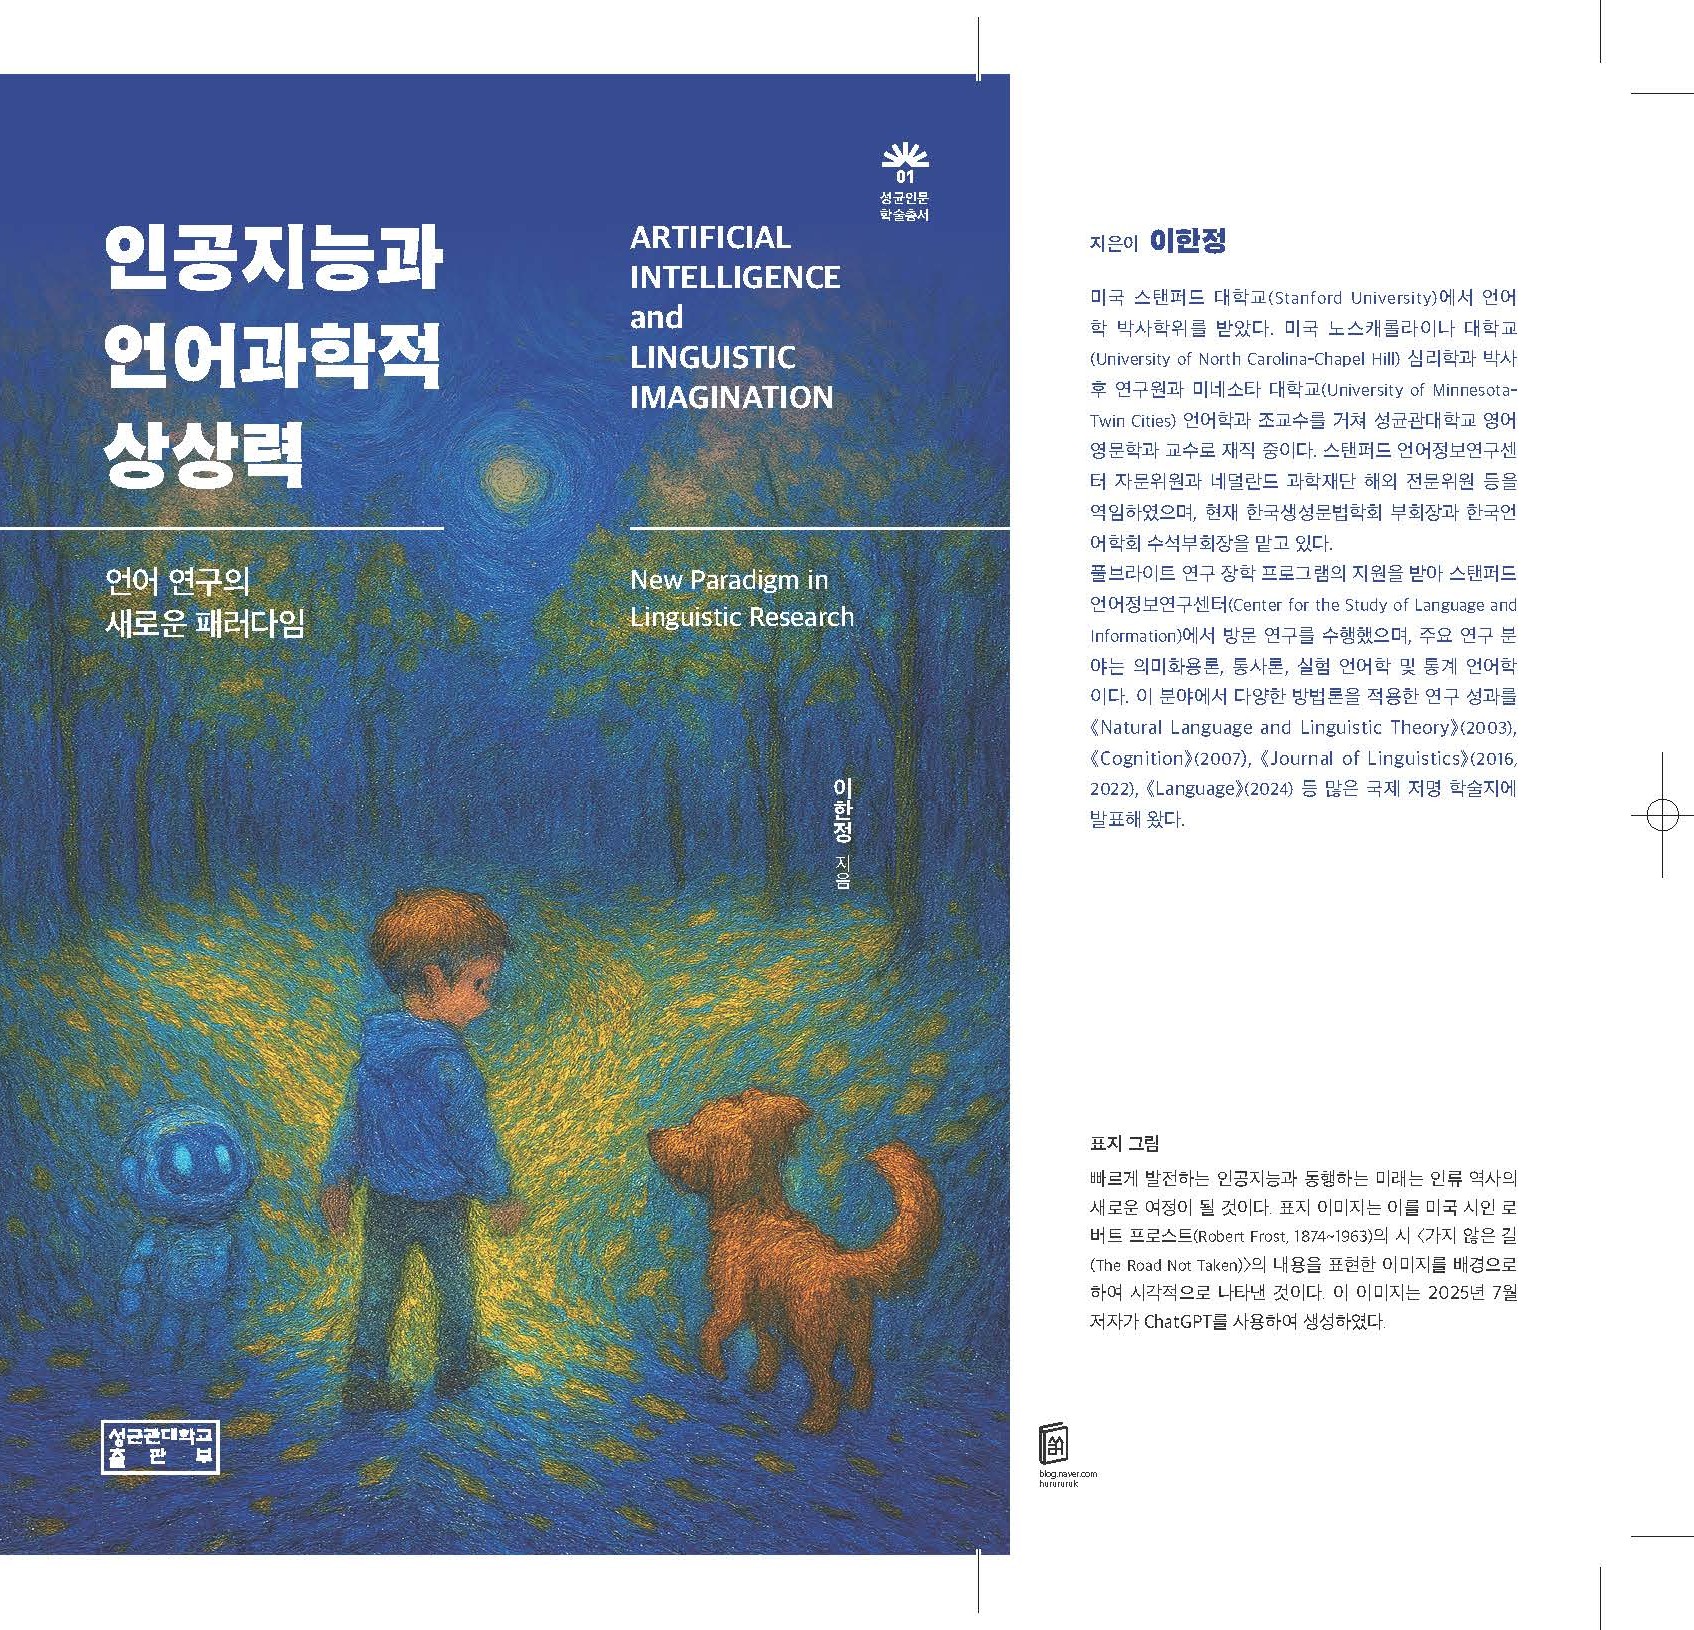 01
성균인문
학술총서
인공지능과
언어과학적
상상력
ARTIFICIAL
INTELLIGENCE
and
LINGUISTIC
IMAGINATION
언어 연구의
새로운 패러다임
New Paradigm in
Linguistic Research
이한정 지음
성균관대학교
출판부
지은이 이한정
미국 스탠퍼드 대학교(Stanford University)에서 언어
학 박사학위를 받았다. 미국 노스캐롤라이나 대학교
(University of North Carolina-Chapel Hill) 심리학과 박사
후 연구원과 미네소타 대학교(University of Minnesota-
Twin Cities) 언어학과 조교수를 거쳐 성균관대학교 영어
영문학과 교수로 재직 중이다. 스탠퍼드 언어정보연구센
터 자문위원과 네덜란드 과학재단 해외 전문위원 등을
역임하였으며, 현재 한국생성문법학회 부회장과 한국언
어학회 수석부회장을 맡고 있다.
풀브라이트 연구 장학 프로그램의 지원을 받아 스탠퍼드
언어정보연구센터(Center for the Study of Language and
Information)에서 방문 연구를 수행했으며, 주요 연구 분
야는 의미화용론, 통사론, 실험 언어학 및 통계 언어학
이다. 이 분야에서 다양한 방법론을 적용한 연구 성과를
《Natural Language and Linguistic Theory》(2003),
《Cognition》(2007), 《Journal of Linguistics》(2016,
2022), 《Language》(2024) 등 많은 국제 저명 학술지에
발표해 왔다.
표지 그림
빠르게 발전하는 인공지능과 동행하는 미래는 인류 역사의
새로운 여정이 될 것이다. 표지 이미지는 이를 미국 시인 로
버트 프로스트(Robert Frost, 1874~1963)의 시 〈가지 않은 길
(The Road Not Taken)〉의 내용을 표현한 이미지를 배경으로
하여 시각적으로 나타낸 것이다. 이 이미지는 2025년 7월
저자가 ChatGPT를 사용하여 생성하였다.
blog.naver.com
hurururuk